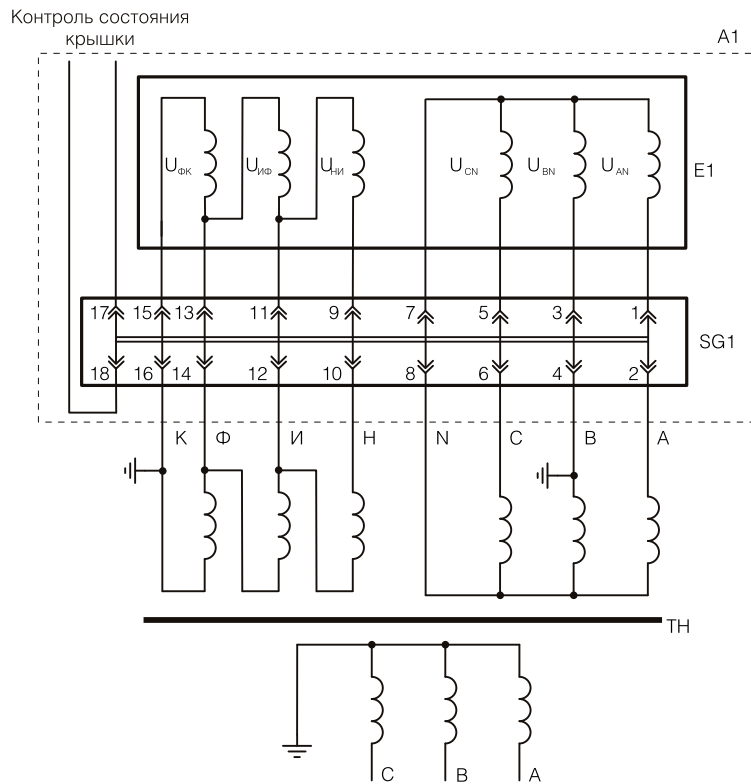 Контроль состояния
крышки
A1
UФК UИФ UНИ UCN UBN UAN
E1
17 15 13 11 9 7 5 3 1
SG1
18 16 14 12 10 8 6 4 2
К Ф И Н N C B A
ТН
C B A